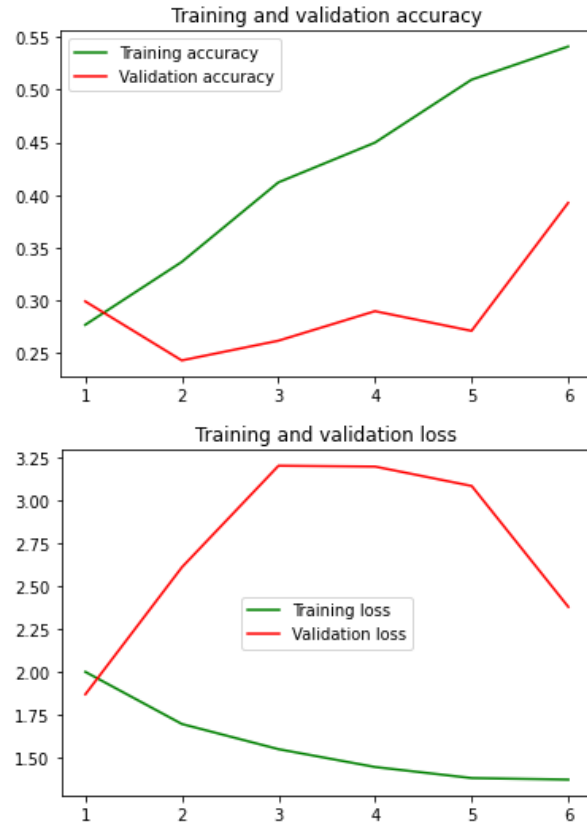 Training and validation accuracy
0.55
0.50
0.45
0.40
0.35
0.30
0.25
Training accuracy
Validation accuracy
1 2 3 4 5 6
Training and validation loss
3.25
3.00
2.75
2.50
2.25
2.00
1.75
1.50
Training loss
Validation loss
1 2 3 4 5 6